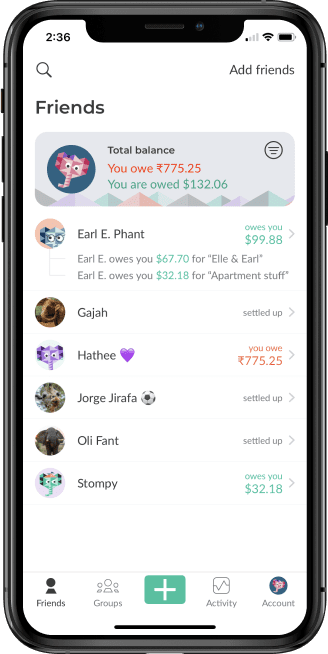 2:36
Add friends
Friends
Total balance
You owe ₹775.25
You are owed $132.06
Earl E. Phant
owes you
$99.88
Earl E. owes you $67.70 for “Elle & Earl”
Earl E. owes you $32.18 for “Apartment stuff”
Gajah
settled up
Hathee 💜
you owe
₹775.25
Jorge Jirafa ⚽
settled up
Oli Fant
settled up
Stompy
owes you
$32.18
Friends
Groups
Activity
Account